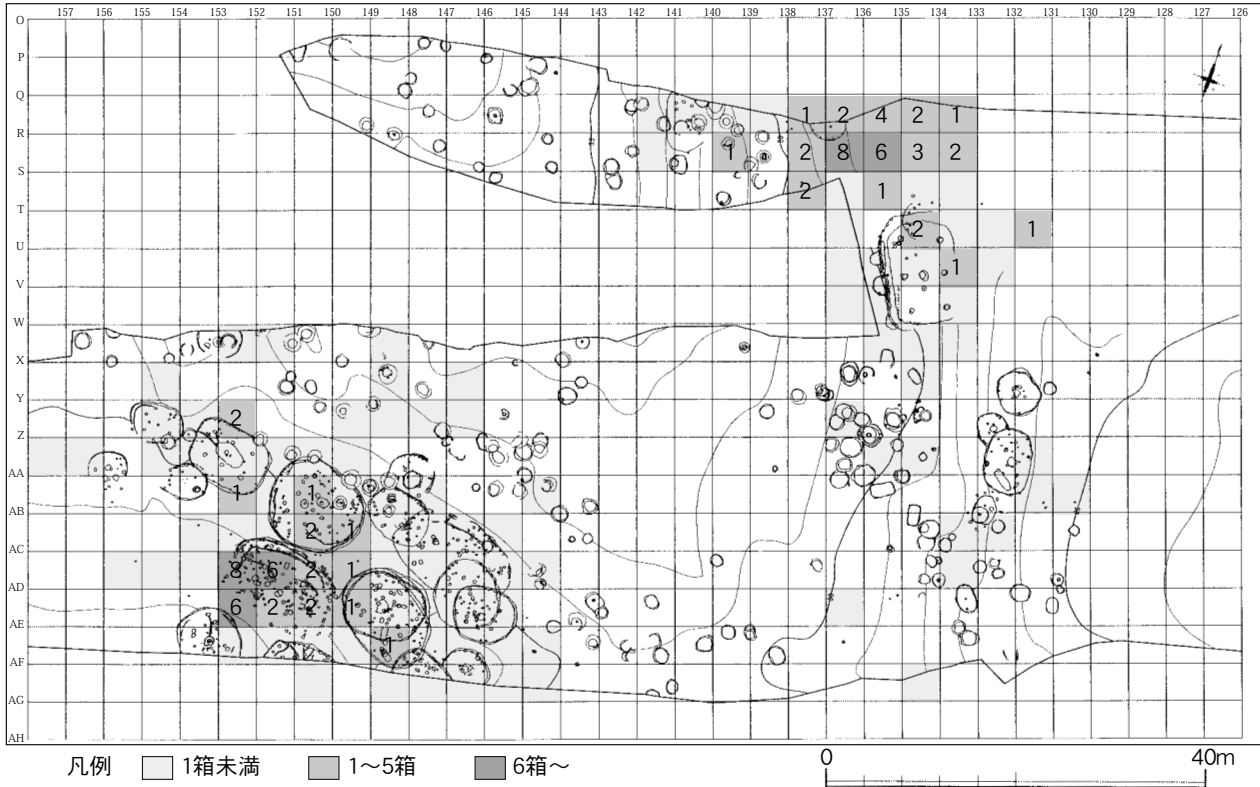 157 156 155 154 153 152 151 150 149 148 147 146 145 144 143 142 141 140 139 138 137 136 135 134 133 132 131 130 129 128 127 126
O
P
Q
1 2 4 2 1
R
1 2 8 6 3 2
S
2 1
T
2 1
U
1
V
W
X
Y
2
Z
AA
1 1
AB
2 1
AC
8 6 2 1
AD
6 2 2 1
AE
1
AF
AG
AH
凡例 1箱未満 1〜5箱 6箱〜 0 40m